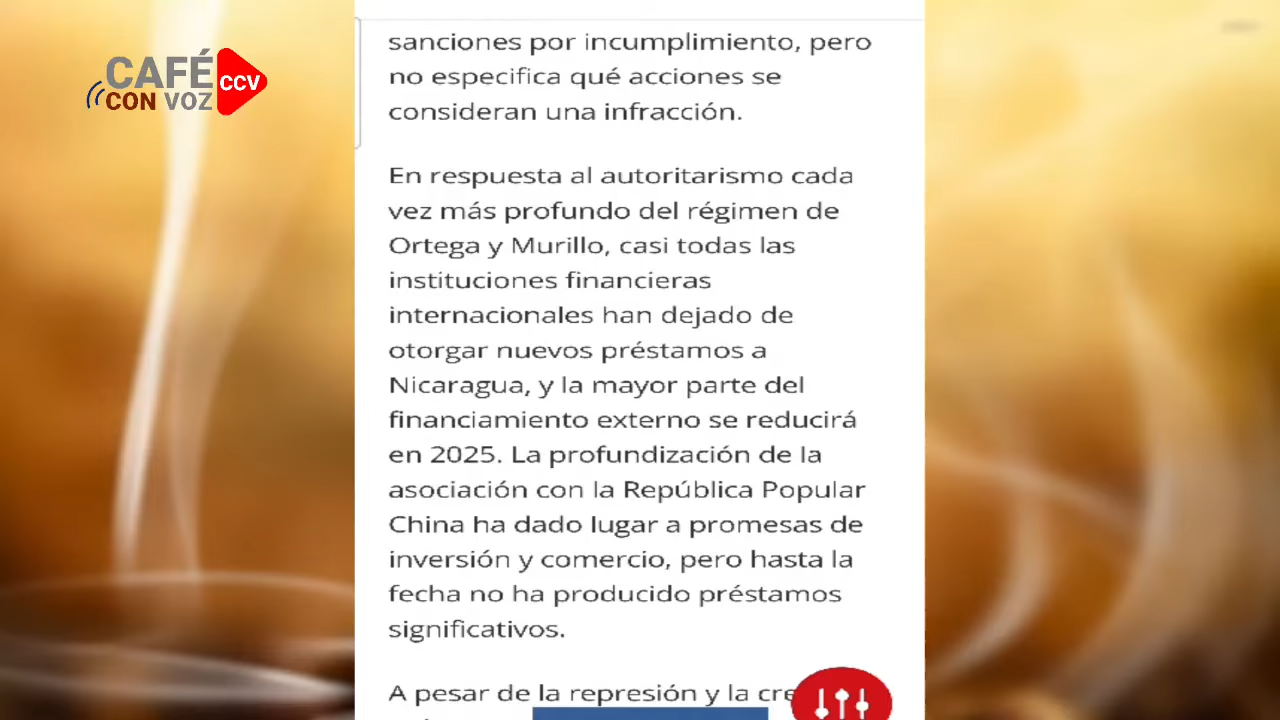 CAFÉ
CON VOZ
CCV
sanciones por incumplimiento, pero
no especifica qué acciones se
consideran una infracción.
En respuesta al autoritarismo cada
vez más profundo del régimen de
Ortega y Murillo, casi todas las
instituciones financieras
internacionales han dejado de
otorgar nuevos préstamos a
Nicaragua, y la mayor parte del
financiamiento externo se reducirá
en 2025. La profundización de la
asociación con la República Popular
China ha dado lugar a promesas de
inversión y comercio, pero hasta la
fecha no ha producido préstamos
significativos.
A pesar de la represión y la cre